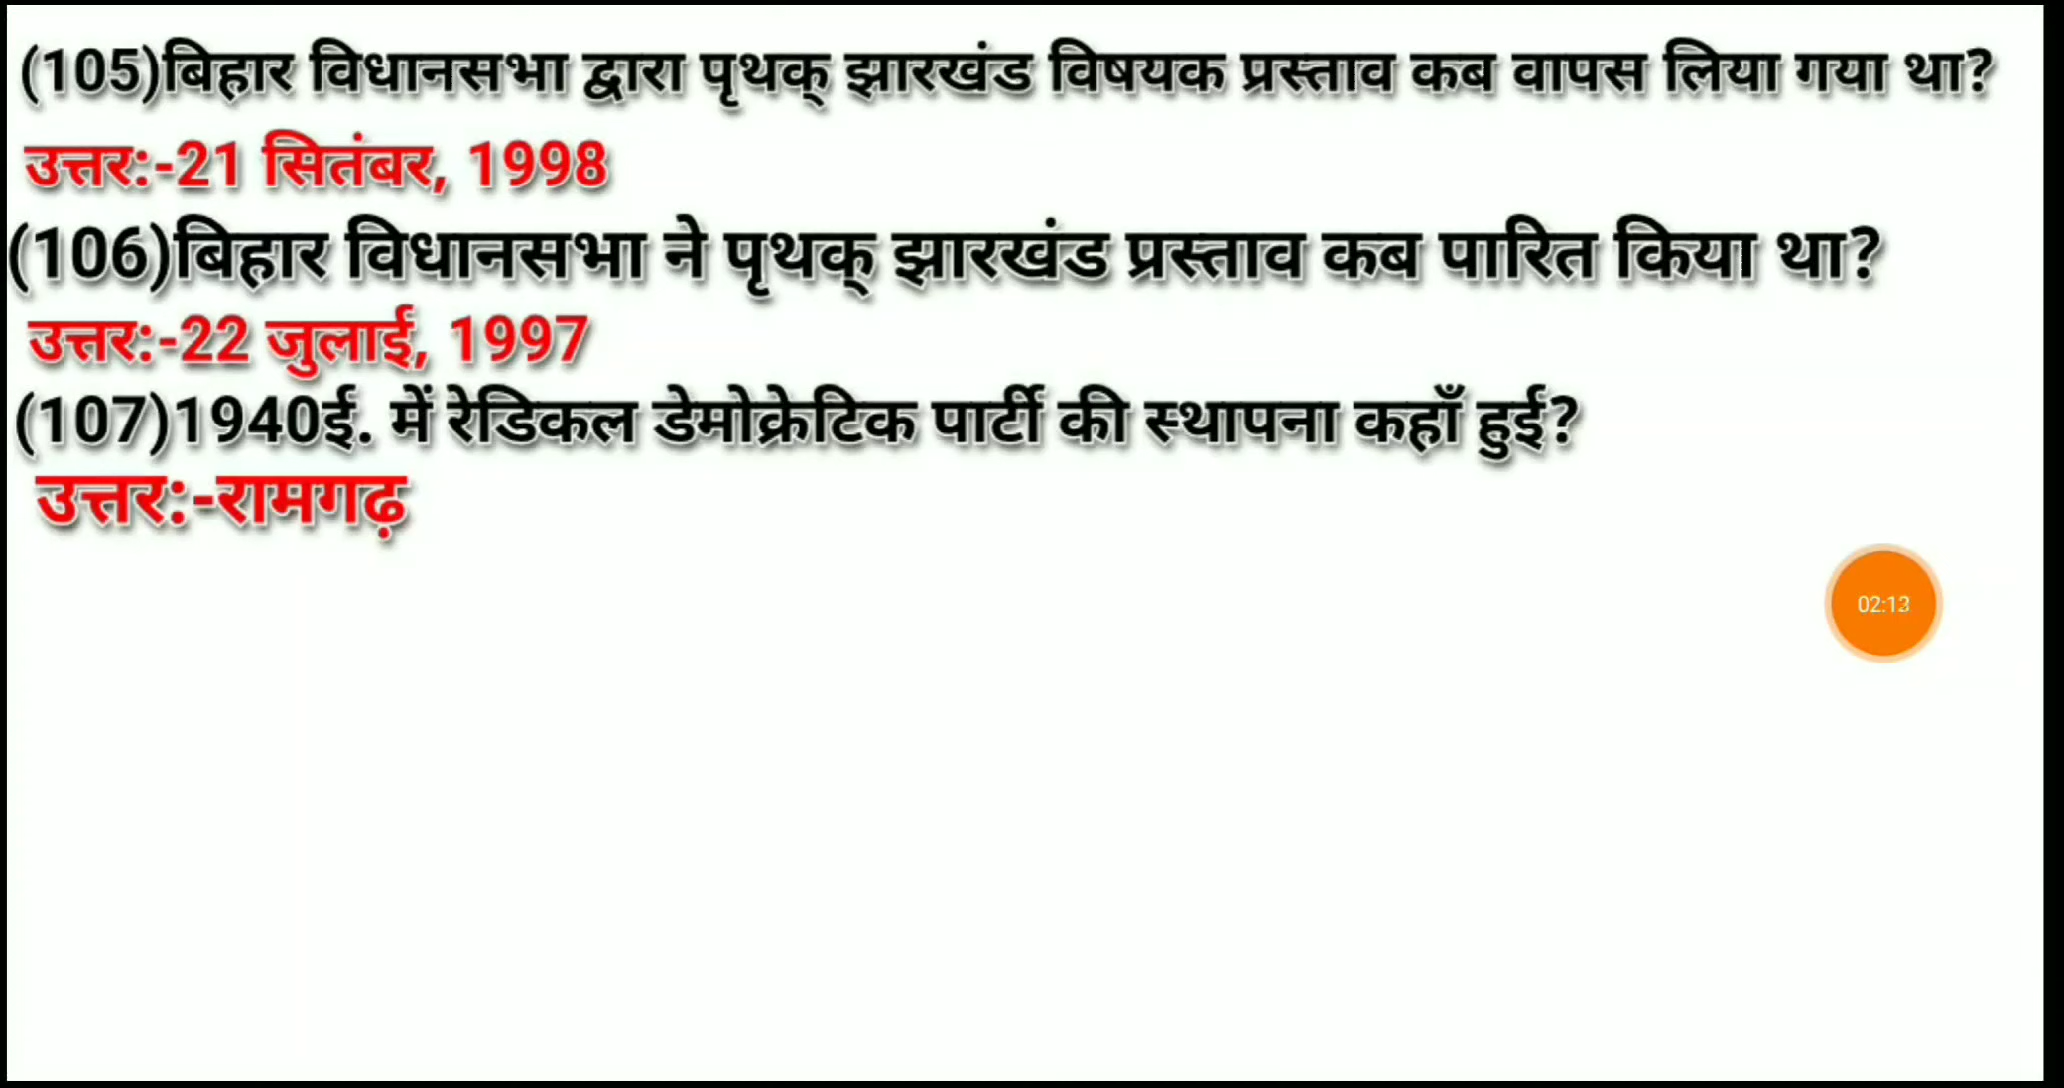 (105)बिहार विधानसभा द्वारा पृथक् झारखंड विषयक प्रस्ताव कब वापस लिया गया था?
उत्तर:-21 सितंबर, 1998
(106)बिहार विधानसभा ने पृथक् झारखंड प्रस्ताव कब पारित किया था?
उत्तर:-22 जुलाई, 1997
(107)1940ई. में रेडिकल डेमोक्रेटिक पार्टी की स्थापना कहाँ हुई?
उत्तर:-रामगढ़
02:13